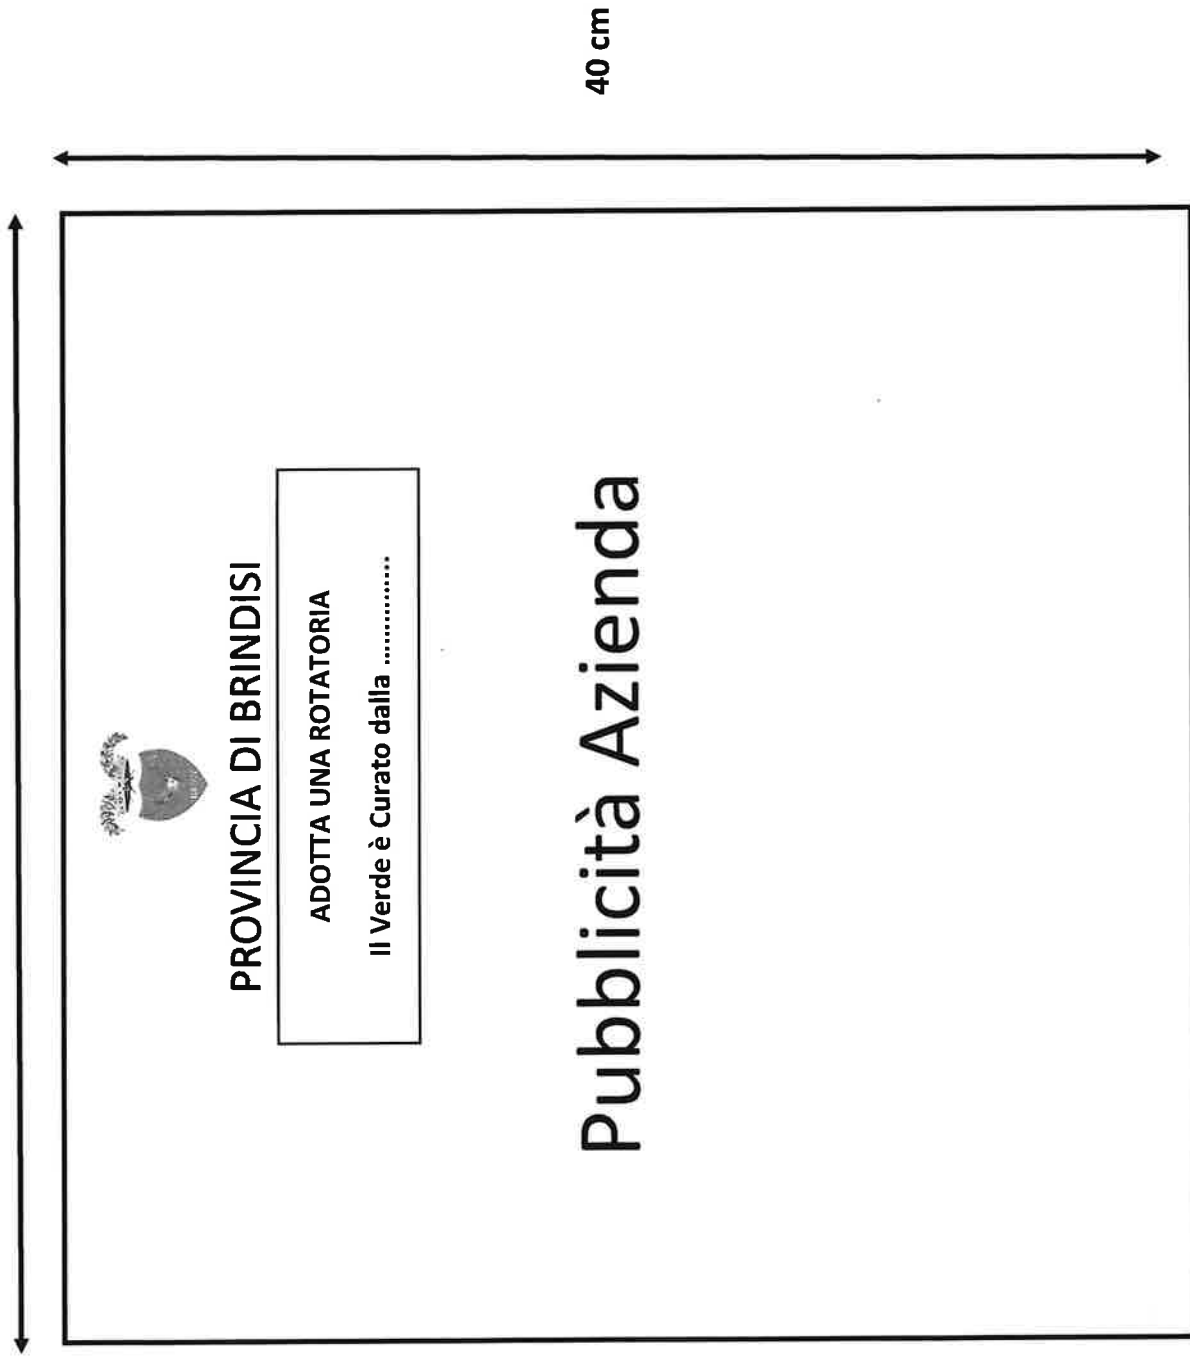 PROVINCIA DI BRINDISI
ADOTTA UNA ROTATORIA
Il Verde è Curato dalla ...............
Pubblicità Azienda
40 cm